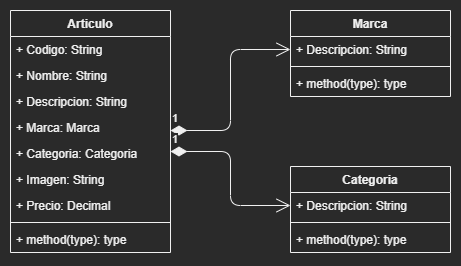 Articulo
+ Codigo: String
+ Nombre: String
+ Descripcion: String
+ Marca: Marca
+ Categoria: Categoria
+ Imagen: String
+ Precio: Decimal
+ method(type): type
1
1
Marca
+ Descripcion: String
+ method(type): type
Categoria
+ Descripcion: String
+ method(type): type